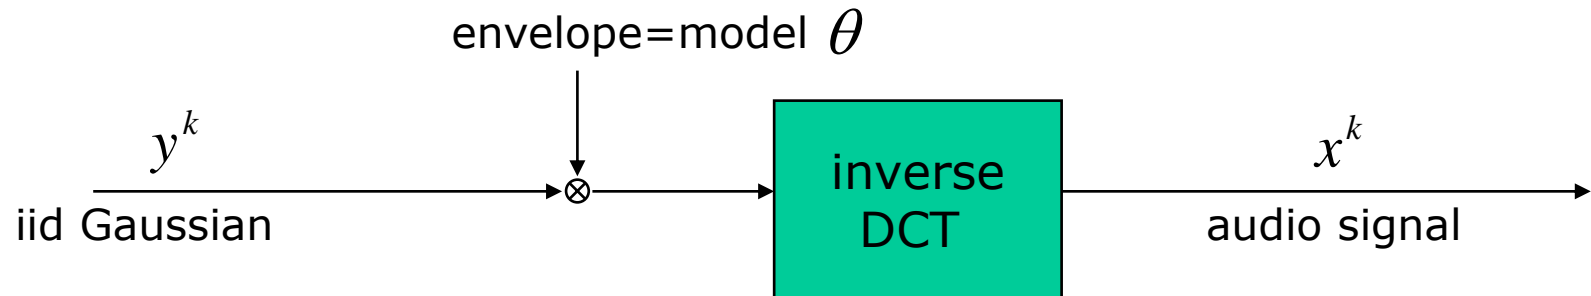 envelope=model θ
y^k
x^k
inverse
DCT
iid Gaussian
audio signal